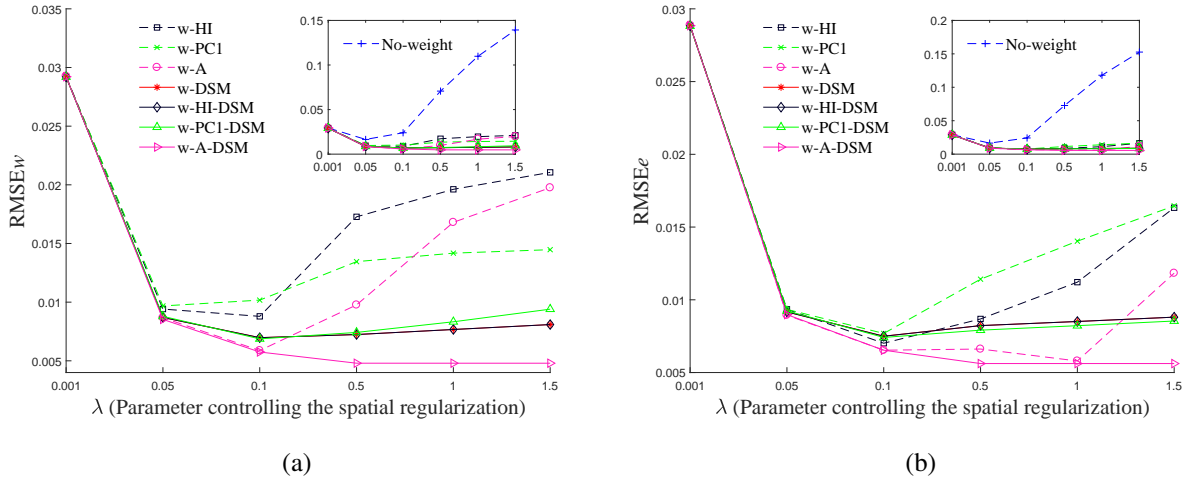 RMSEw
0.035
0.03
0.025
0.02
0.015
0.01
0.005
0.001
0.05
0.1
0.5
1
1.5
λ (Parameter controlling the spatial regularization)
w-HI
w-PC1
w-A
w-DSM
w-HI-DSM
w-PC1-DSM
w-A-DSM
0.15
0.1
0.05
0
0.001
0.05
0.1
0.5
1
1.5
No-weight
(a)
RMSEe
0.03
0.025
0.02
0.015
0.01
0.005
0.001
0.05
0.1
0.5
1
1.5
λ (Parameter controlling the spatial regularization)
w-HI
w-PC1
w-A
w-DSM
w-HI-DSM
w-PC1-DSM
w-A-DSM
0.2
0.15
0.1
0.05
0
0.001
0.05
0.1
0.5
1
1.5
No-weight
(b)